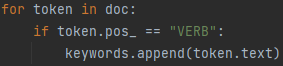 for token in doc:
    if token.pos_ == "VERB":
        keywords.append(token.text)